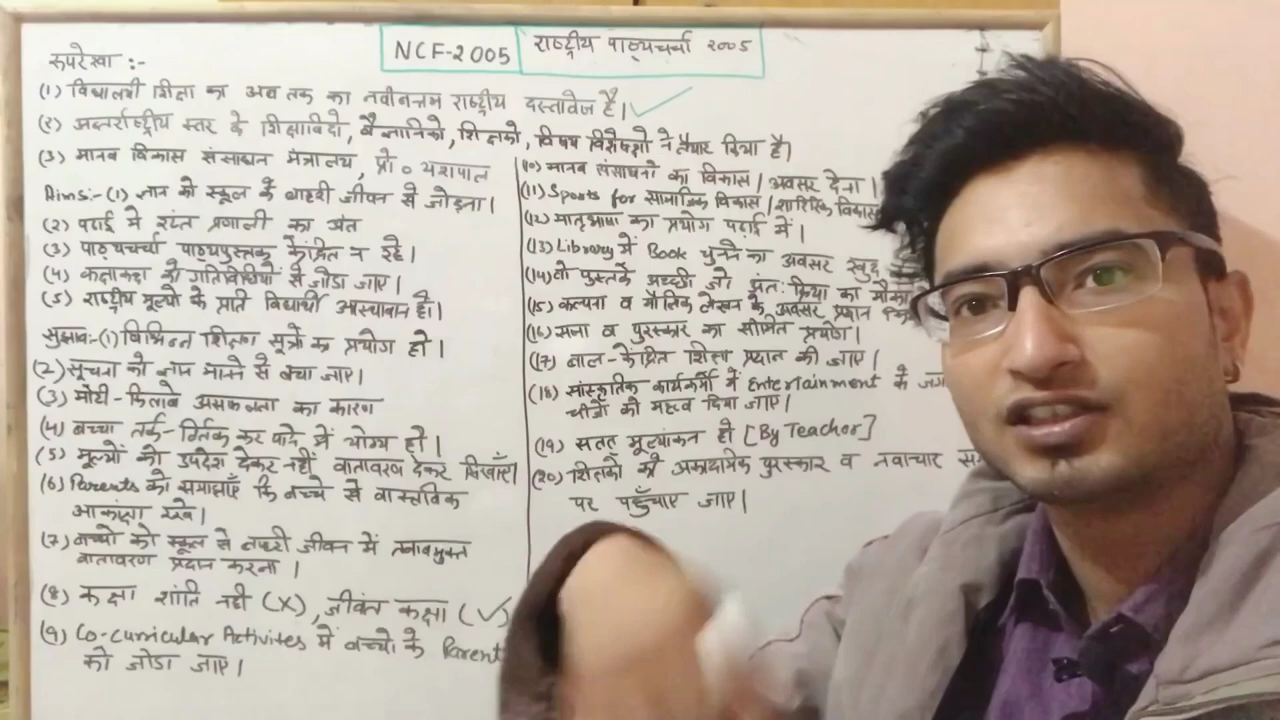 NCF-2005 राष्ट्रीय पाठ्यचर्चा 2005
रुपरेखा :-
(1) विद्यालयी शिक्षा का अब तक का नवीनतम राष्ट्रीय दस्तावेज है।
(2) अन्तर्राष्ट्रीय स्तर के शिक्षाविदो, वैज्ञानिको, शिक्षको, विषय विशेषज्ञो ने तैयार किया है।
(3) मानव विकास संसाधन मंत्रालय, प्रो० यशपाल
Aims:- (1) ज्ञान को स्कूल के बाहरी जीवन से जोड़ना।
(2) पढाई मे रटंत प्रणाली का अंत
(3) पाठ्यचर्चा पाठ्यपुस्तक केंद्रित न रहे।
(4) कक्षाकक्ष को गतिविधियों से जोडा जाए।
(5) राष्ट्रीय मूल्यो के प्रति विद्यार्थी आस्थावान हो।
सुझाव:- (1) विभिन्न शिक्षण सूत्रो का प्रयोग हो।
(2) सूचना को ज्ञान मानने से बचा जाए।
(3) मोटी-किताबे असफलता का कारण
(4) बच्चा तर्क-वितर्क कर पाने में योग्य हो।
(5) मूल्यों को उपदेश देकर नहीं वातावरण देकर सिखाएँ।
(6) Parents को समझाएँ कि बच्चे से वास्तविक
आकांक्षा रखे।
(7) बच्चो को स्कूल से बाहरी जीवन में तनावमुक्त
वातावरण प्रदान करना।
(8) कक्षा शांति नही (X), जीवंत कक्षा (✓)
(9) Co-curricular Activites में बच्चो के Parent
को जोडा जाए।
(10) मानव संसाधनो का विकास / अवसर देना।
(11) Sports for सामाजिक विकास / शारिरिक विकास
(12) मातृभाषा का प्रयोग पढ़ाई में।
(13) Library में Book चुनने का अवसर खुद
(14) वो पुस्तके अच्छी जो अंत:क्रिया का मौका
(15) कल्पना व मौलिक लेखन के अवसर प्रदान
(16) सजा व पुरस्कार का सीमित प्रयोग।
(17) बाल-केंद्रित शिक्षा प्रदान की जाए।
(18) सांस्कृतिक कार्यक्रमों में Entertainment के जग
चीजो को महत्व दिया जाए।
(19) सतत मूल्यांकन हो [By Teacher]
(20) शिक्षको को अकादमिक पुरस्कार व नवाचार
पर पहुँचाए जाए।